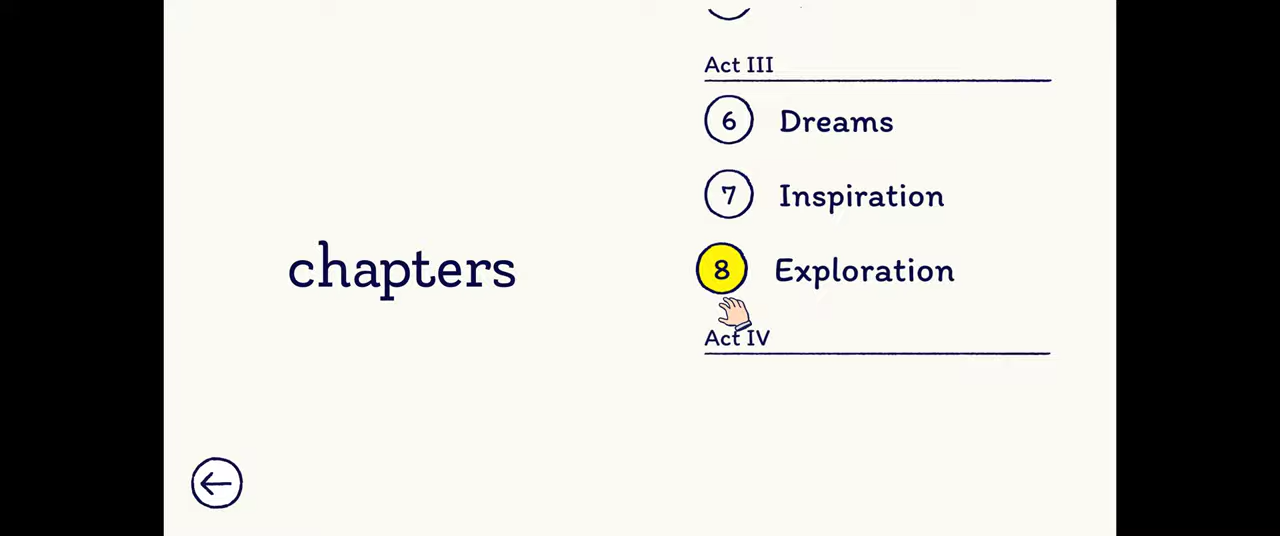 chapters
Act III
6 Dreams
7 Inspiration
8 Exploration
Act IV